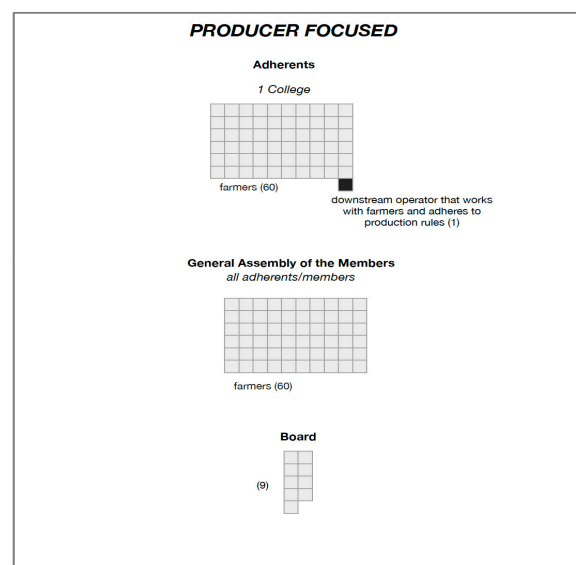 PRODUCER FOCUSED
Adherents
1 College
farmers (60)
downstream operator that works
with farmers and adheres to
production rules (1)
General Assembly of the Members
all adherents/members
farmers (60)
Board
(9)